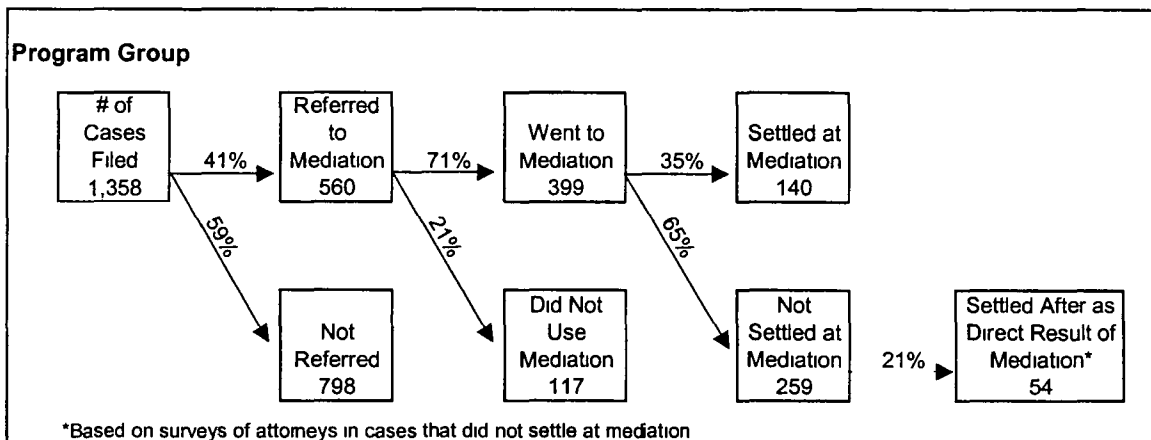 Program Group
# of
Cases
Filed
1,358
41%
59%
Referred
to
Mediation
560
71%
21%
Went to
Mediation
399
35%
65%
Settled at
Mediation
140
Not
Referred
798
Did Not
Use
Mediation
117
Not
Settled at
Mediation
259
21%
Settled After as
Direct Result of
Mediation*
54
*Based on surveys of attorneys in cases that did not settle at mediation